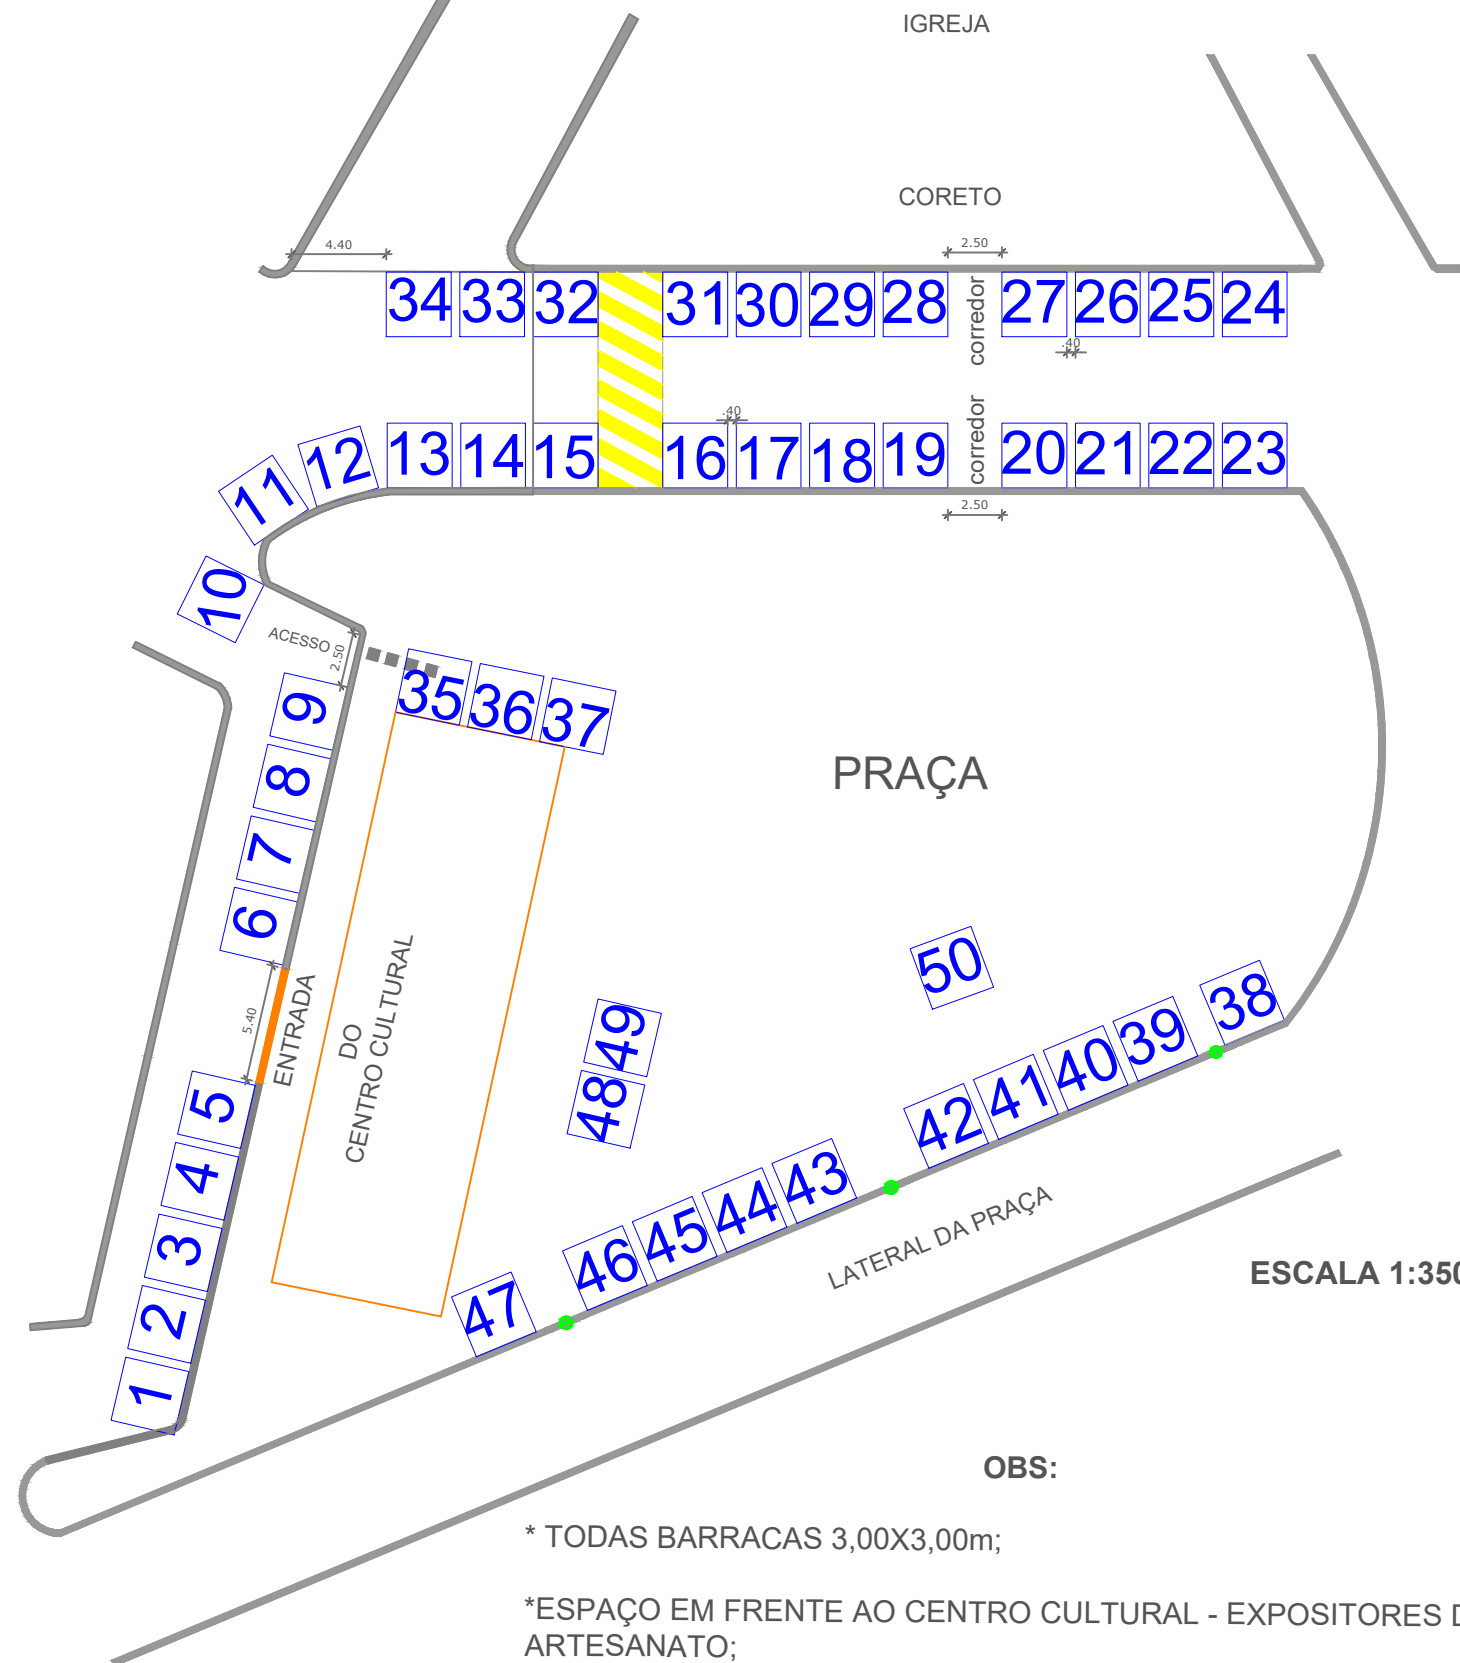 IGREJA
CORETO
4.40
2.50
34 33 32 31 30 29 28 corredor 27 26 25 24
.40
.40
12 13 14 15 16 17 18 19 corredor 20 21 22 23
11
2.50
10
ACESSO
2.50
35 36 37
9
8
7
6
PRAÇA
50
5.40
ENTRADA
DO
CENTRO CULTURAL
49
48
38
39
40
41
42
43
44
45
46
47
5
4
3
2
1
LATERAL DA PRAÇA
ESCALA 1:350
OBS:
* TODAS BARRACAS 3,00X3,00m;
*ESPAÇO EM FRENTE AO CENTRO CULTURAL - EXPOSITORES D
ARTESANATO;